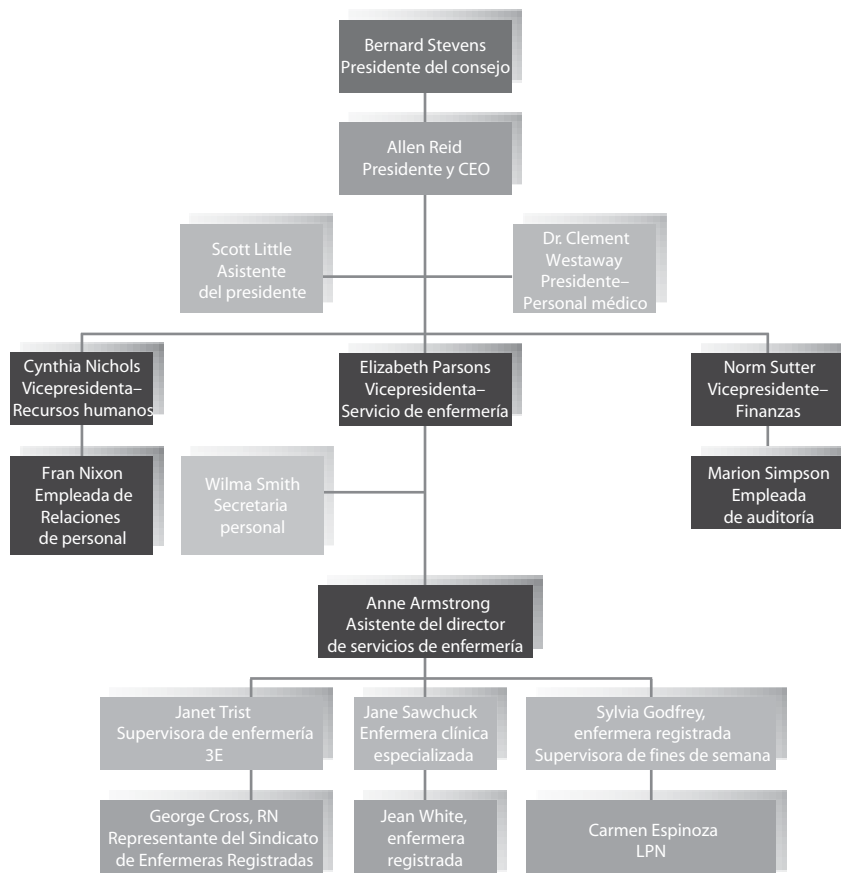 Bernard Stevens
Presidente del consejo
Allen Reid
Presidente y CEO
Scott Little
Asistente
del presidente
Dr. Clement
Westaway
Presidente–
Personal médico
Cynthia Nichols
Vicepresidenta–
Recursos humanos
Elizabeth Parsons
Vicepresidenta–
Servicio de enfermería
Norm Sutter
Vicepresidente–
Finanzas
Fran Nixon
Empleada de
Relaciones
de personal
Wilma Smith
Secretaria
personal
Marion Simpson
Empleada
de auditoría
Anne Armstrong
Asistente del director
de servicios de enfermería
Janet Trist
Supervisora de enfermería
3E
Jane Sawchuck
Enfermera clínica
especializada
Sylvia Godfrey,
enfermera registrada
Supervisora de fines de semana
George Cross, RN
Representante del Sindicato
de Enfermeras Registradas
Jean White,
enfermera
registrada
Carmen Espinoza
LPN